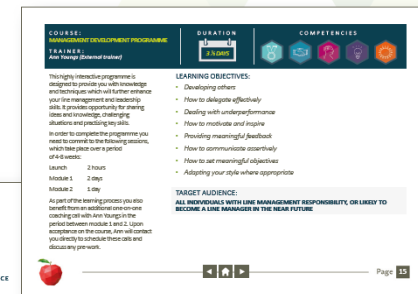 COURSE:
MANAGEMENT DEVELOPMENT PROGRAMME
TRAINER:
Ann Youngs (External trainer)
DURATION
3 ½ DAYS
COMPETENCIES
This highly interactive programme is
designed to provide you with knowledge
and techniques which will further enhance
your line management and leadership
skills. It provides opportunity for sharing
ideas and knowledge, challenging
situations and practising key skills.
In order to complete the programme you
need to commit to the following sessions,
which take place over a period
of 4-8 weeks:
Launch 2 hours
Module 1 2 days
Module 2 1 day
As part of the learning process you also
benefit from an additional one-on-one
coaching call with Ann Youngs in the
period between module 1 and 2. Upon
acceptance on the course, Ann will contact
you directly to schedule these calls and
discuss any pre-work.
LEARNING OBJECTIVES:
• Developing others
• How to delegate effectively
• Dealing with underperformance
• How to motivate and inspire
• Providing meaningful feedback
• How to communicate assertively
• How to set meaningful objectives
• Adapting your style where appropriate
TARGET AUDIENCE:
ALL INDIVIDUALS WITH LINE MANAGEMENT RESPONSIBILITY, OR LIKELY TO
BECOME A LINE MANAGER IN THE NEAR FUTURE
CE
Page 15